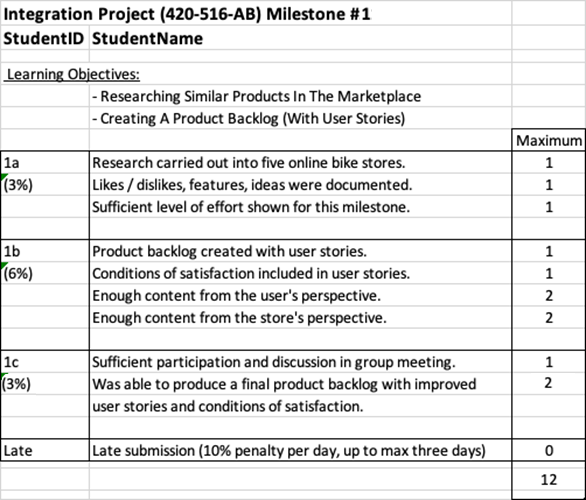 Integration Project (420-516-AB) Milestone #1
StudentID StudentName
Learning Objectives:
- Researching Similar Products In The Marketplace
- Creating A Product Backlog (With User Stories)
Maximum
1a Research carried out into five online bike stores. 1
(3%) Likes / dislikes, features, ideas were documented. 1
Sufficient level of effort shown for this milestone. 1
1b Product backlog created with user stories. 1
(6%) Conditions of satisfaction included in user stories. 1
Enough content from the user's perspective. 2
Enough content from the store's perspective. 2
1c Sufficient participation and discussion in group meeting. 1
(3%) Was able to produce a final product backlog with improved 2
user stories and conditions of satisfaction.
Late Late submission (10% penalty per day, up to max three days) 0
12